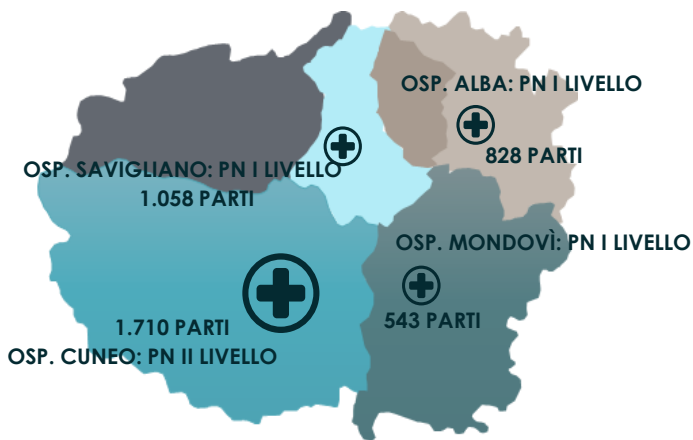 OSP. ALBA: PN I LIVELLO
828 PARTI
OSP. SAVIGLIANO: PN I LIVELLO
1.058 PARTI
OSP. MONDOVÌ: PN I LIVELLO
543 PARTI
1.710 PARTI
OSP. CUNEO: PN II LIVELLO